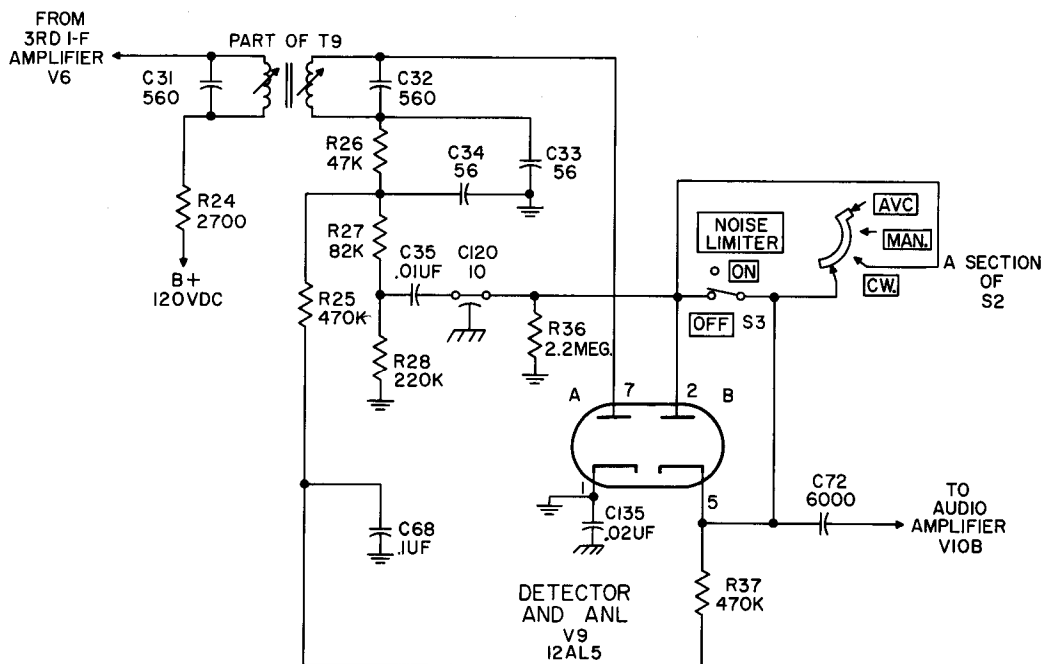 FROM
3RD I-F
AMPLIFIER
V6
PART OF T9
C31
560
C32
560
R26
47K
C34
56
C33
56
R24
2700
B+
120VDC
R27
82K
C35
.01UF
C120
10
NOISE
LIMITER
ON
OFF
S3
AVC
MAN.
CW.
A SECTION
OF
S2
R25
470K
R36
2.2MEG.
R28
220K
A
7
2
B
1
5
C68
.1UF
C135
.02UF
C72
6000
TO
AUDIO
AMPLIFIER
V10B
R37
470K
DETECTOR
AND ANL
V9
12AL5